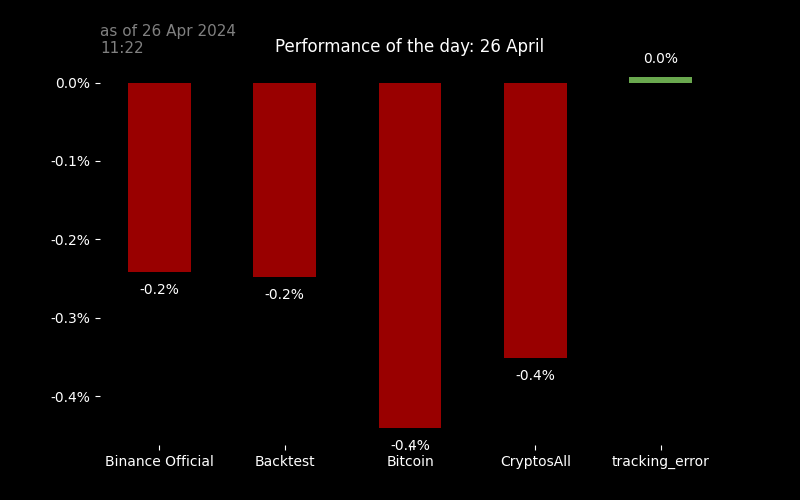 as of 26 Apr 2024
11:22
Performance of the day: 26 April
0.0%
0.0%
-0.1%
-0.2%
-0.3%
-0.4%
-0.2%
-0.2%
-0.4%
-0.4%
Binance Official
Backtest
Bitcoin
CryptosAll
tracking_error